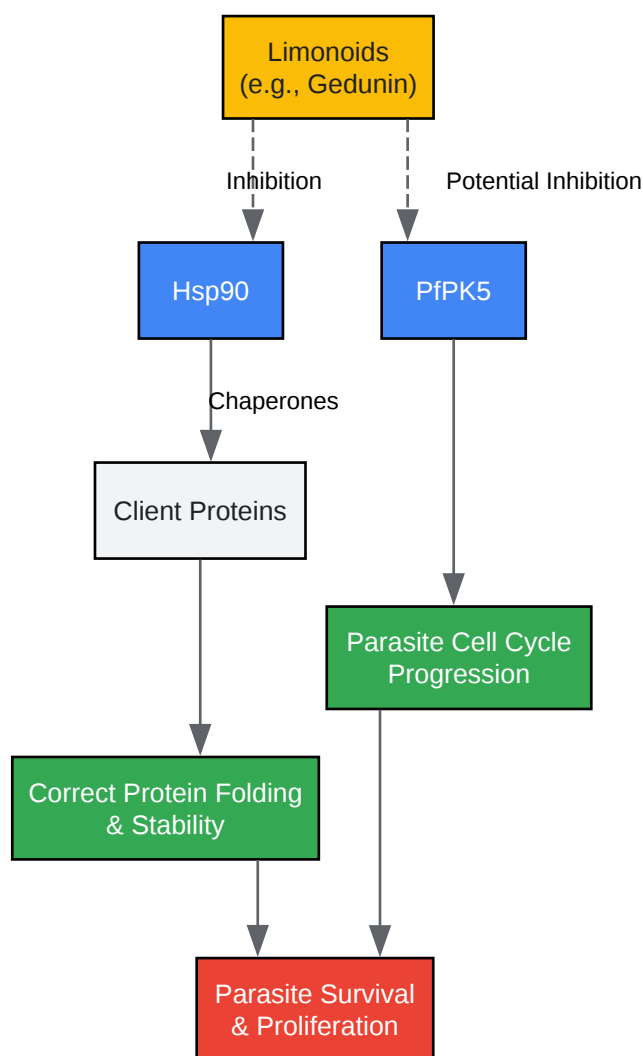 Limonoids
(e.g., Gedunin)
Inhibition
Potential Inhibition
Hsp90
PfPK5
Chaperones
Client Proteins
Parasite Cell Cycle
Progression
Correct Protein Folding
& Stability
Parasite Survival
& Proliferation